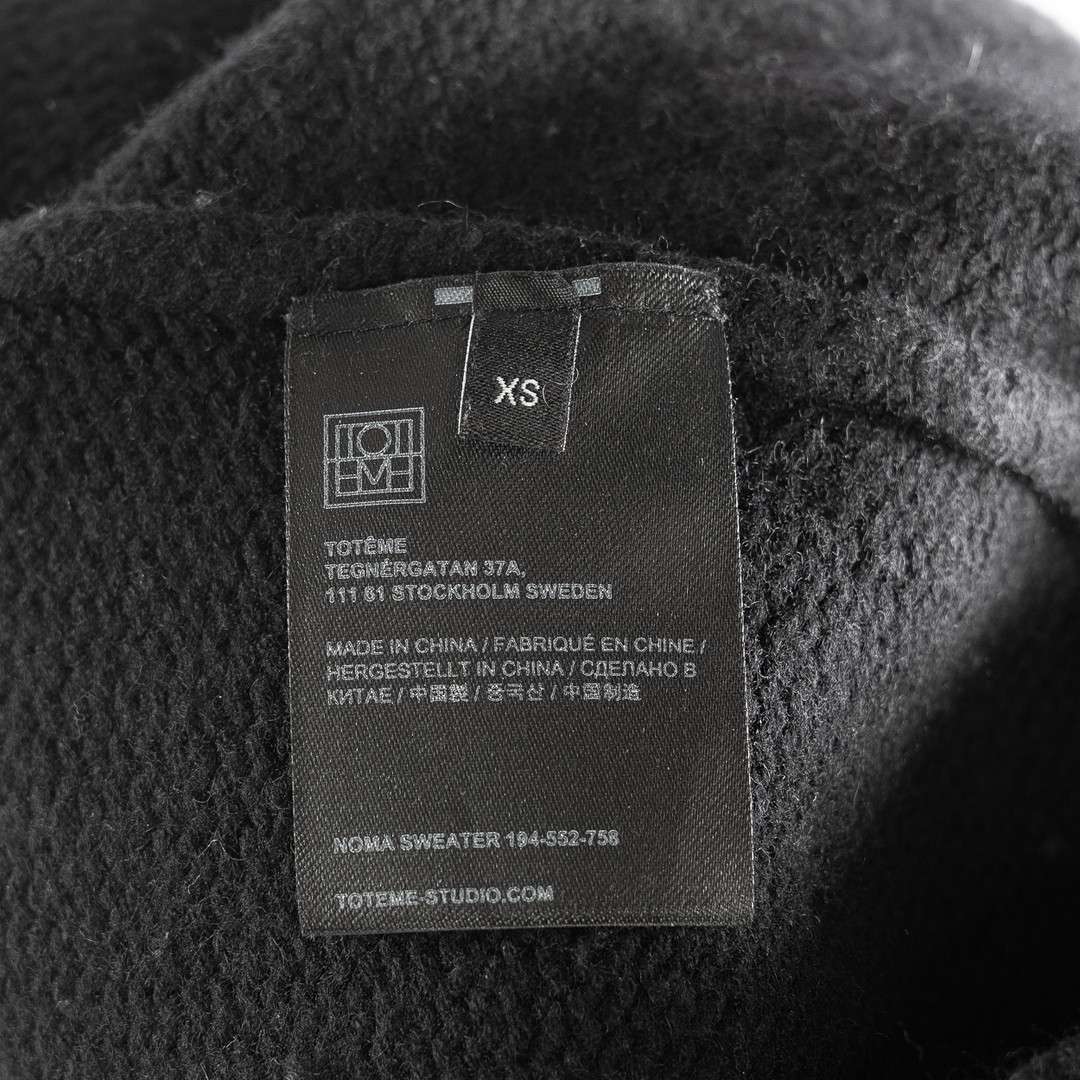 XS
TOTÊME
TOTÊME
TEGNÉRGATAN 37A,
111 61 STOCKHOLM SWEDEN
MADE IN CHINA / FABRIQUÉ EN CHINE /
HERGESTELLT IN CHINA / СДЕЛАНО В
КИТАЕ / 中国製 / 중국산 / 中国制造
NOMA SWEATER 194-552-758
TOTEME-STUDIO.COM